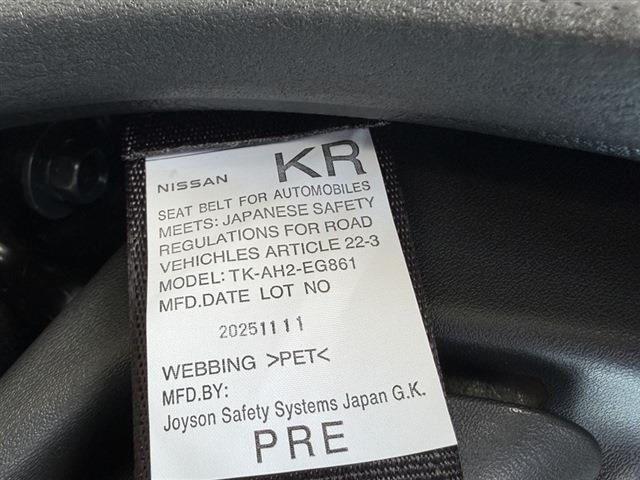 NISSAN KR
SEAT BELT FOR AUTOMOBILES
MEETS: JAPANESE SAFETY
REGULATIONS FOR ROAD
VEHICHLES ARTICLE 22-3
MODEL: TK-AH2-EG861
MFD.DATE LOT NO
20251111
WEBBING >PET<
MFD.BY:
Joyson Safety Systems Japan G.K.
PRE